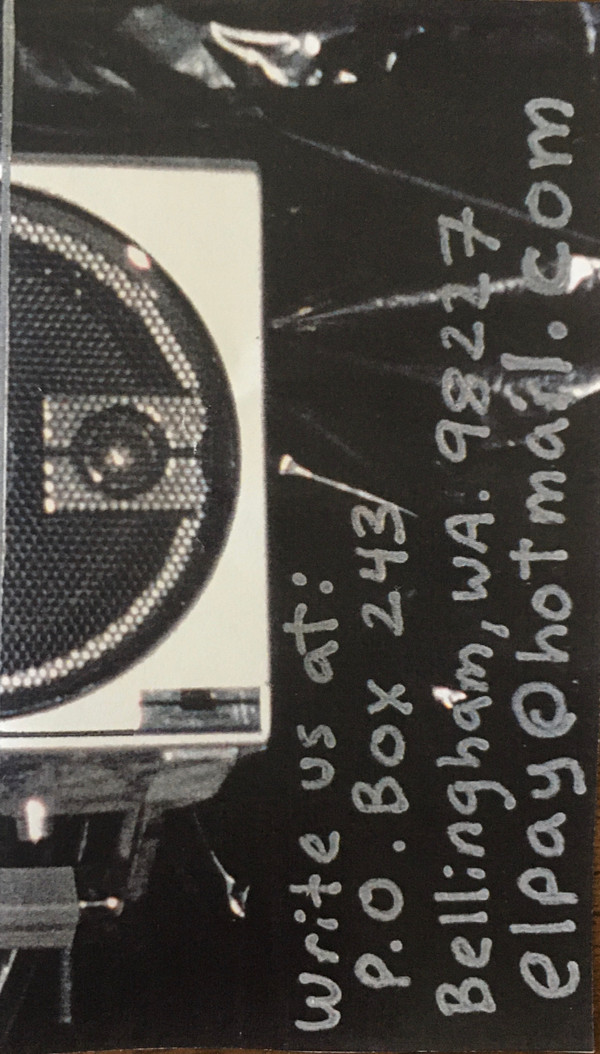 Write us at:
P.O. Box 243
Bellingham, WA. 98227
elpay@hotmail.com